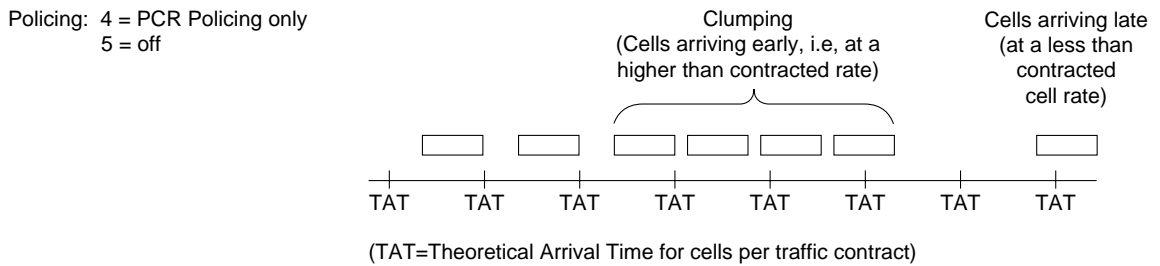 Policing: 4 = PCR Policing only
5 = off
Clumping
(Cells arriving early, i.e, at a
higher than contracted rate)
Cells arriving late
(at a less than
contracted
cell rate)
TAT TAT TAT TAT TAT TAT TAT TAT
(TAT=Theoretical Arrival Time for cells per traffic contract)